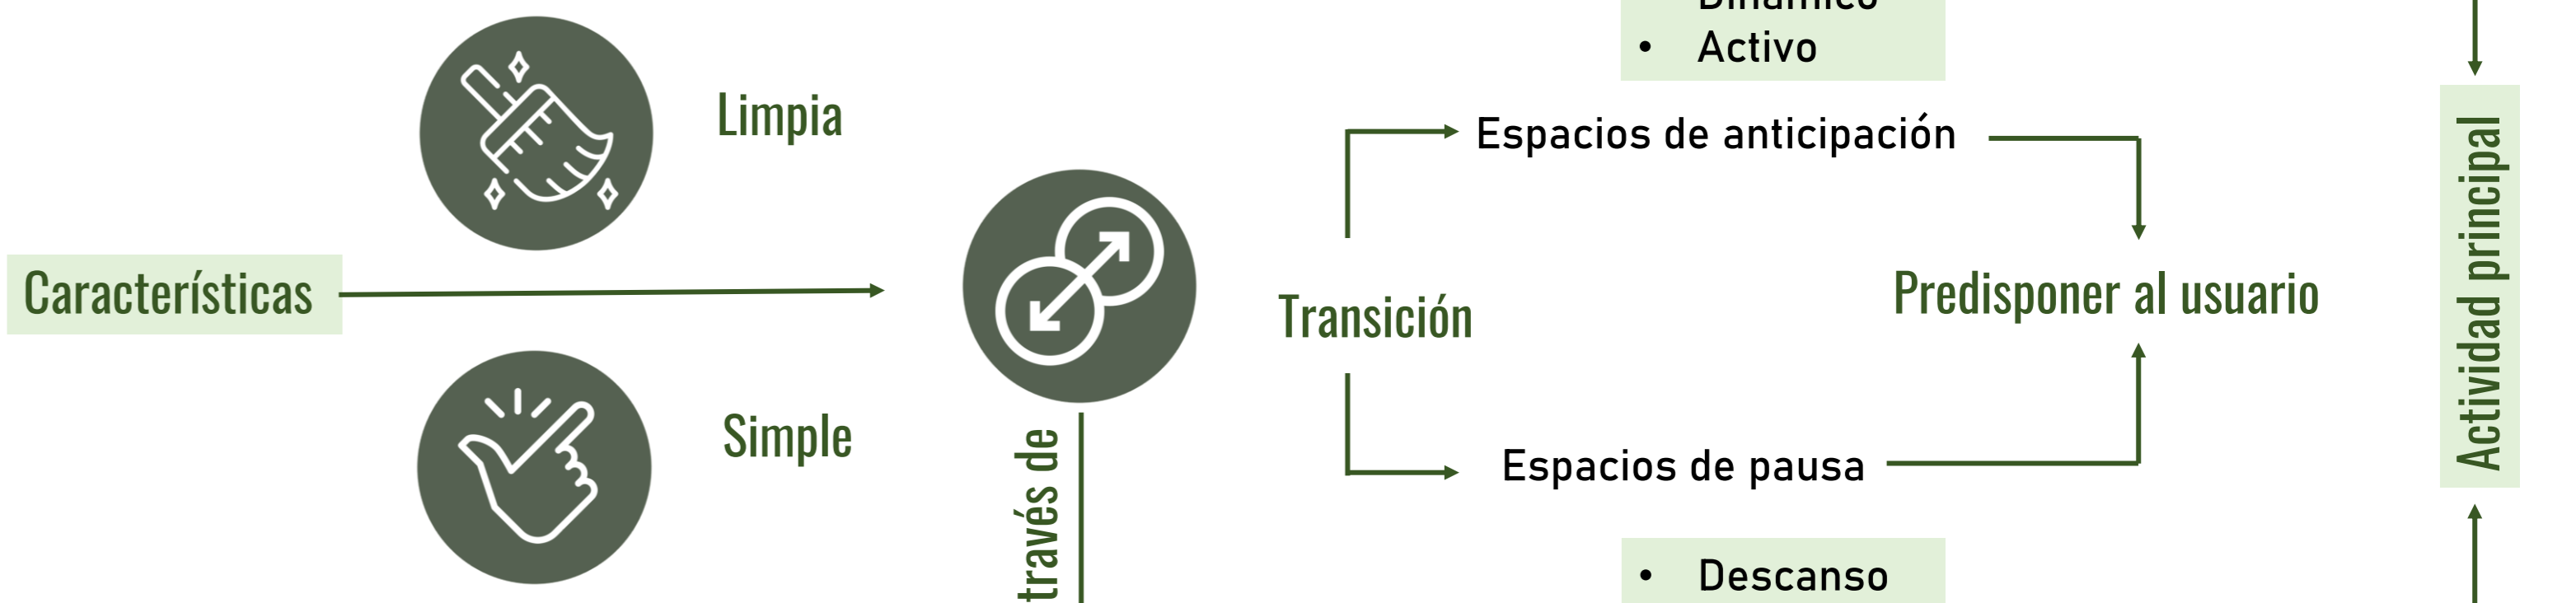 Dinámico
• Activo
Limpia
Espacios de anticipación
Características
Transición
Predisponer al usuario
Actividad principal
Simple
Espacios de pausa
través de
• Descanso